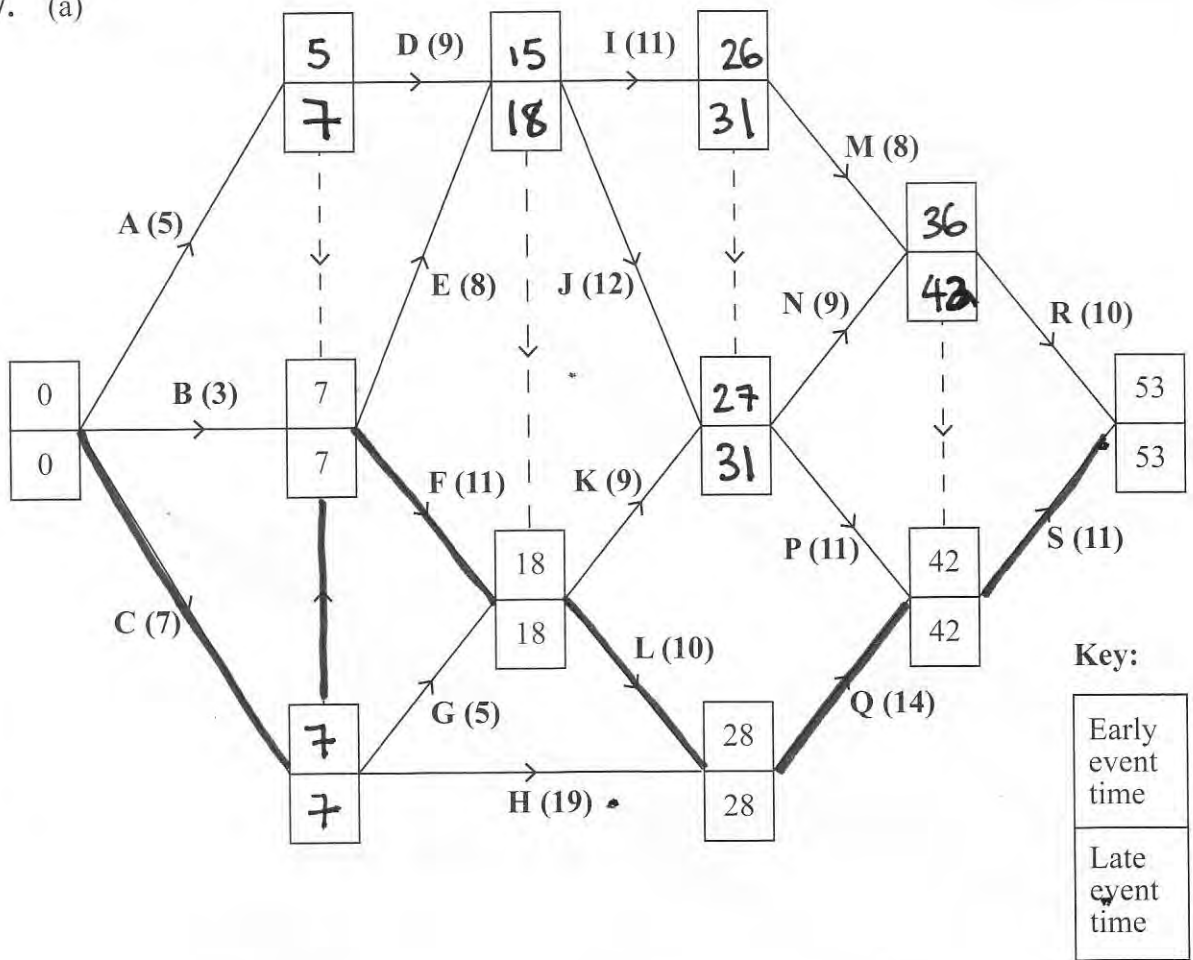 7. (a)
5
7
D (9)
15
18
I (11)
26
31
M (8)
A (5)
E (8)
J (12)
N (9)
36
R (10)
0
0
B (3)
7
7
27
31
53
53
F (11)
K (9)
P (11)
18
18
42
42
S (11)
C (7)
L (10)
G (5)
Q (14)
7
7
H (19)
28
28
Key:
Early
event
time
Late
event
time